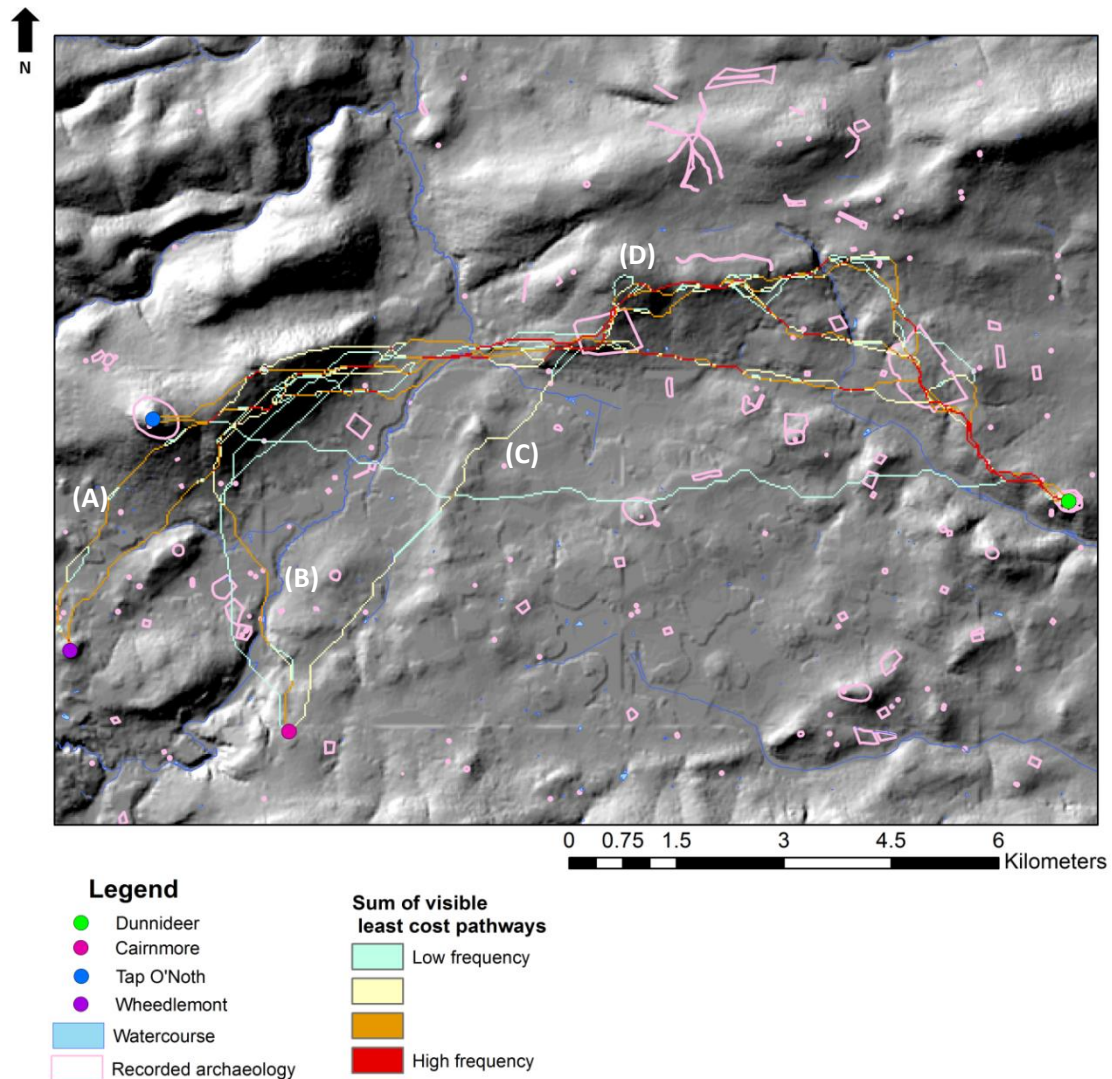 N
(D)
(C)
(A)
(B)
0 0.75 1.5 3 4.5 6
Kilometers
Legend
Dunnideer
Cairnmore
Tap O'Noth
Wheedlemont
Watercourse
Recorded archaeology
Sum of visible
least cost pathways
Low frequency
High frequency